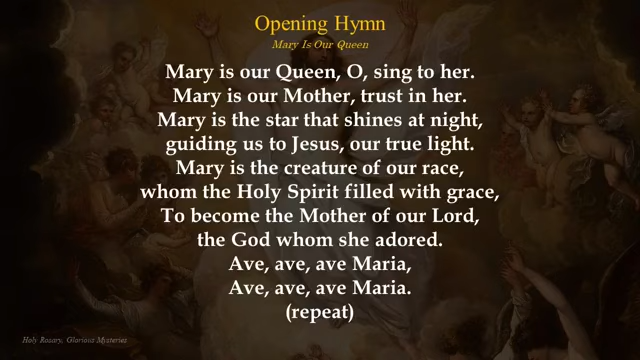 Opening Hymn
Mary Is Our Queen
Mary is our Queen, O, sing to her.
Mary is our Mother, trust in her.
Mary is the star that shines at night,
guiding us to Jesus, our true light.
Mary is the creature of our race,
whom the Holy Spirit filled with grace,
To become the Mother of our Lord,
the God whom she adored.
Ave, ave, ave Maria,
Ave, ave, ave Maria.
(repeat)
Holy Rosary, Glorious Mysteries